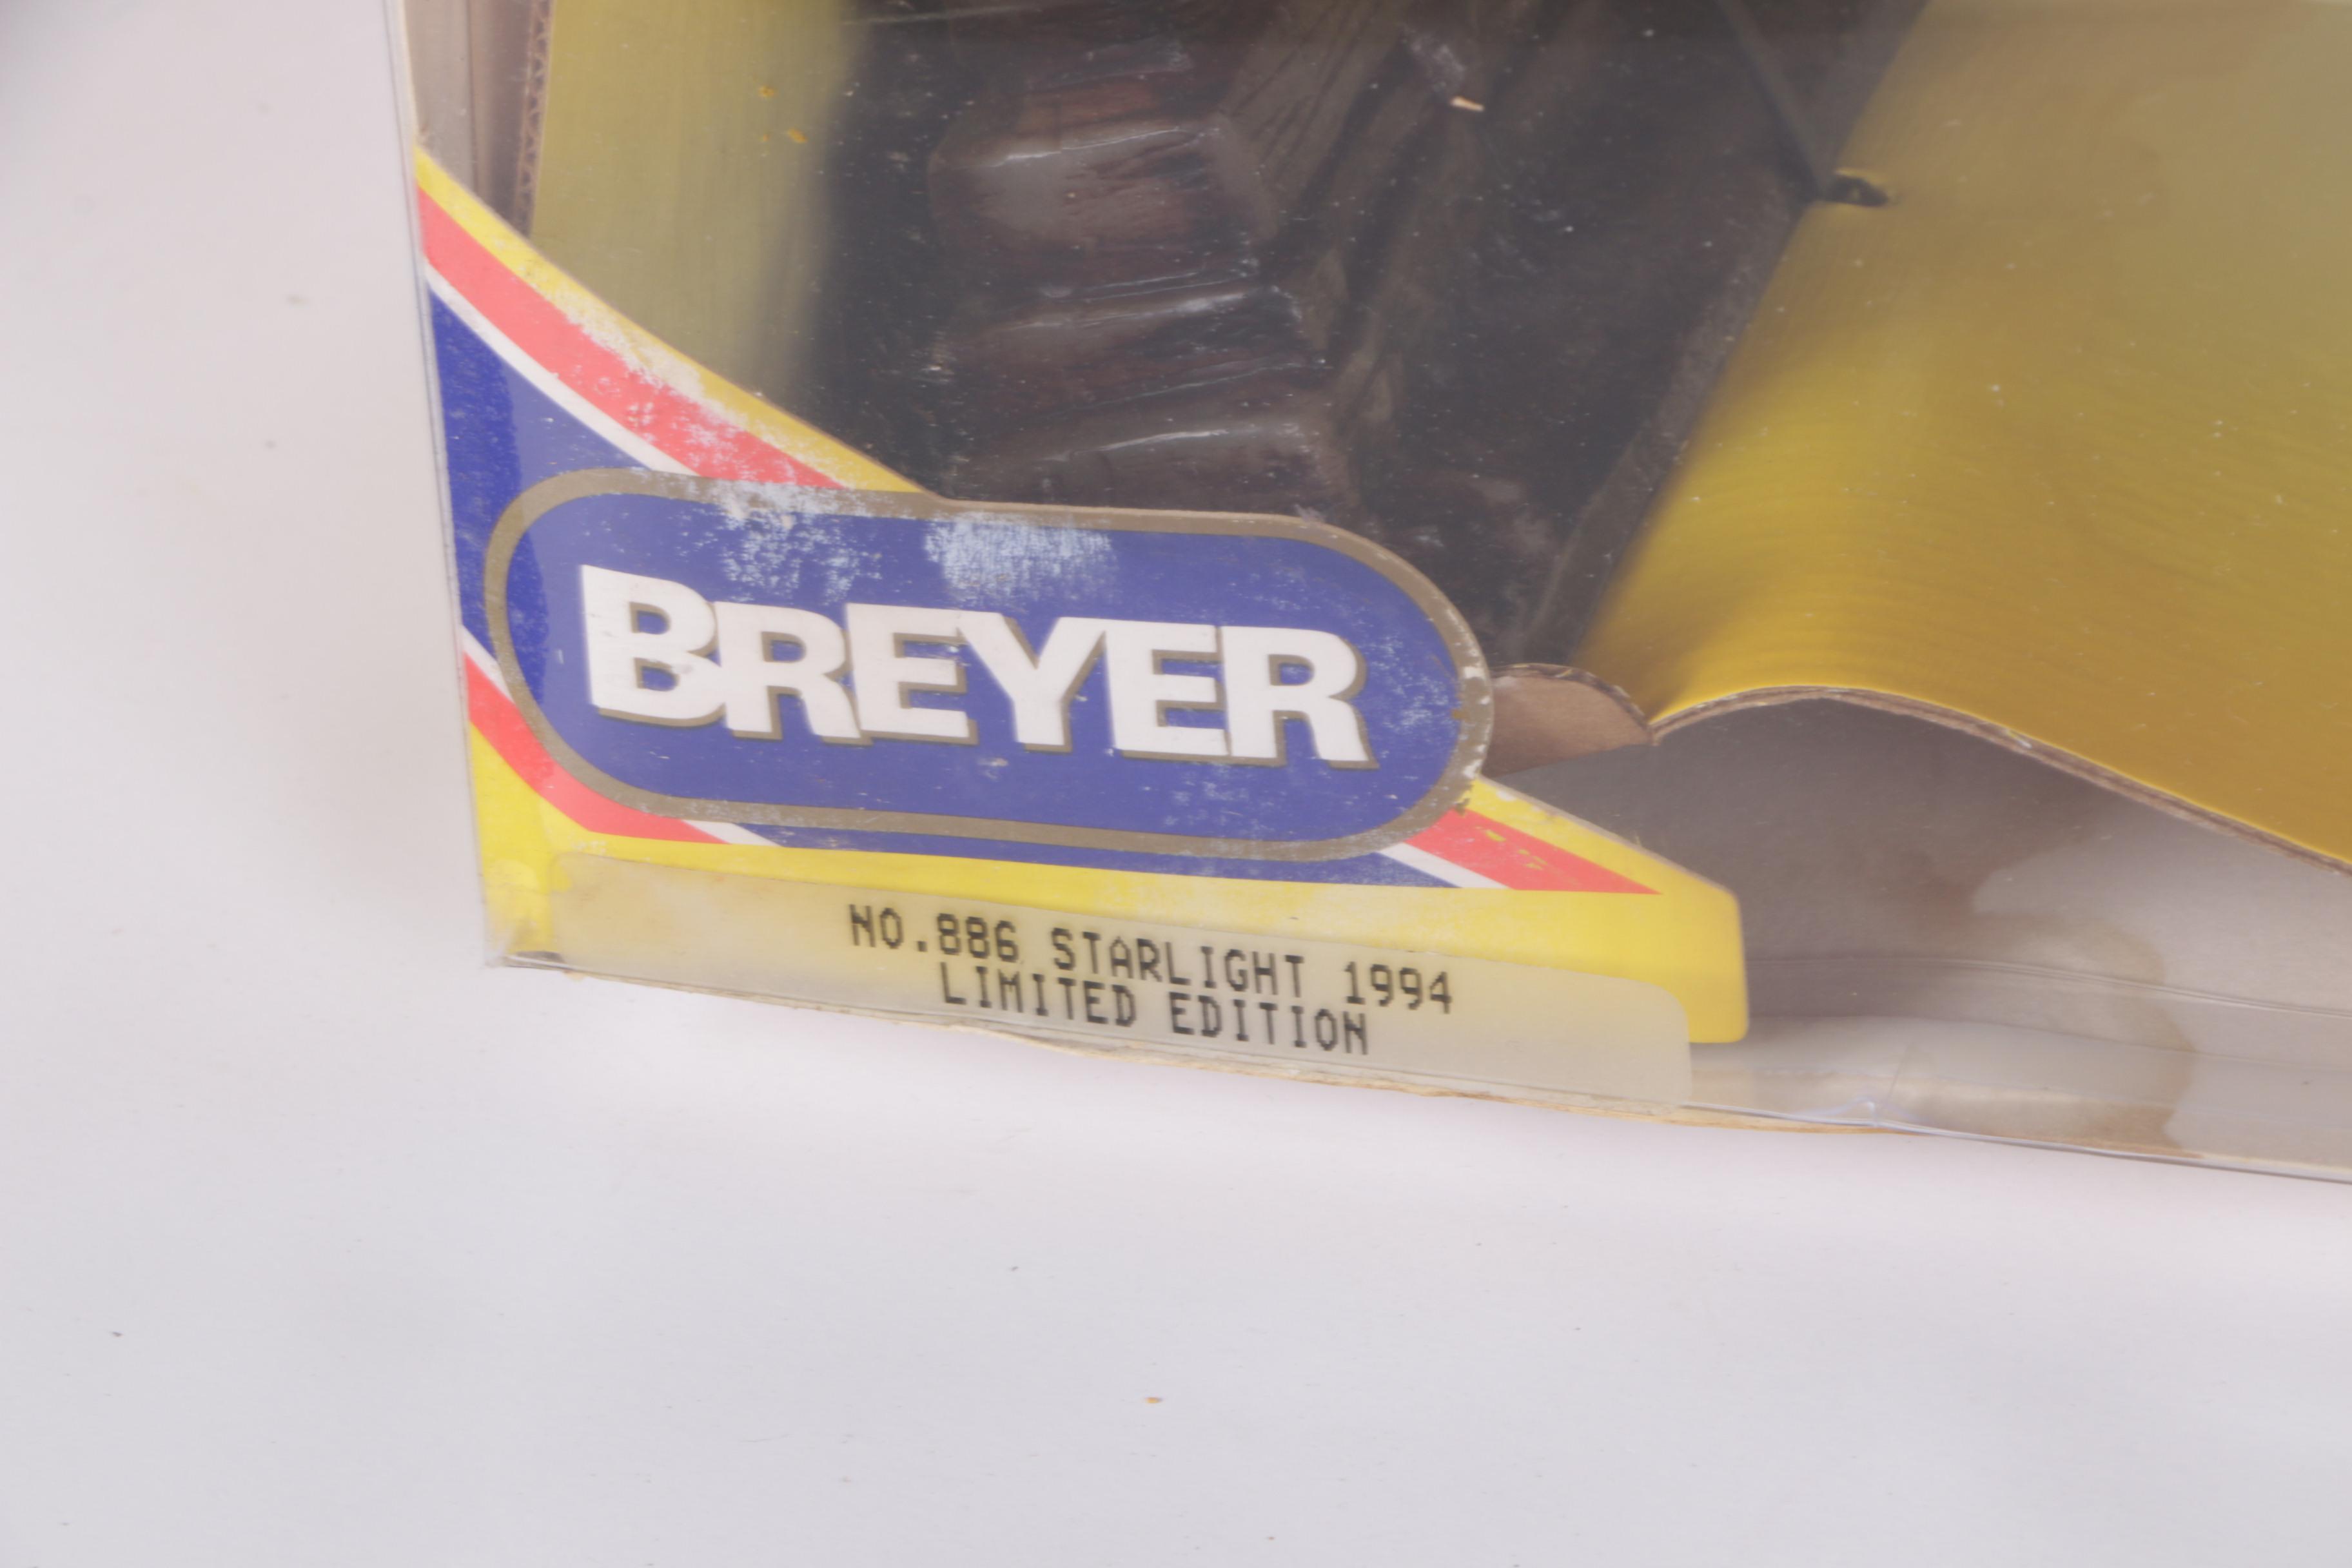 BREYER
NO.886 STARLIGHT 1994
LIMITED EDITION